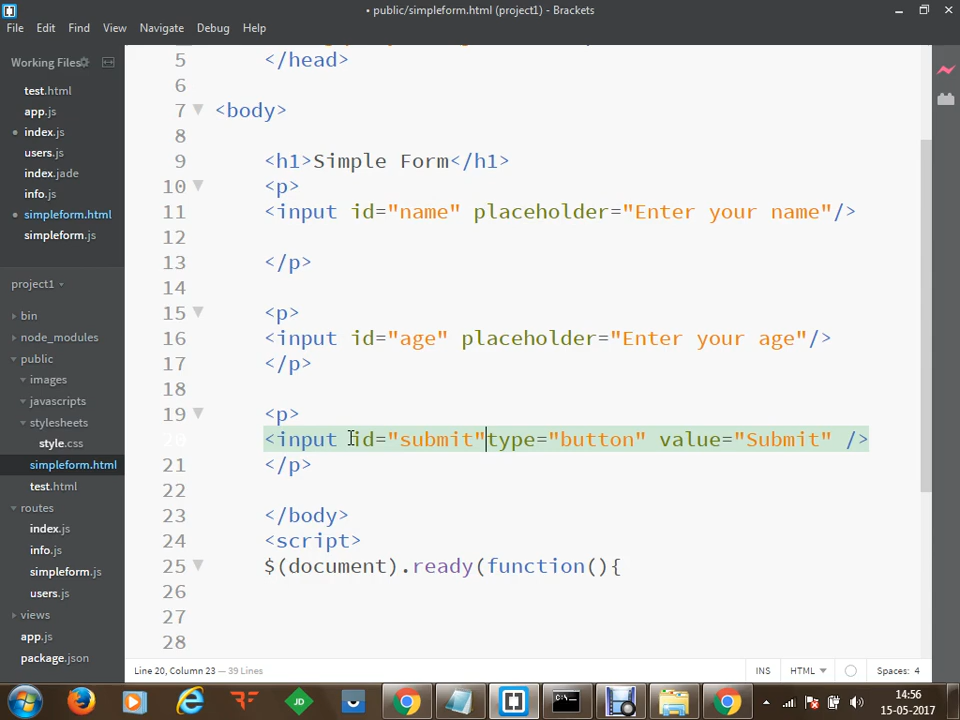 • public/simpleform.html (project1) - Brackets
File Edit Find View Navigate Debug Help
Working Files
test.html
app.js
index.js
users.js
index.jade
info.js
simpleform.html
simpleform.js
project1
bin
node_modules
public
images
javascripts
stylesheets
style.css
simpleform.html
test.html
routes
index.js
info.js
simpleform.js
users.js
views
app.js
package.json
5 </head>
6
7 <body>
8
9 <h1>Simple Form</h1>
10 <p>
11 <input id="name" placeholder="Enter your name"/>
12
13 </p>
14
15 <p>
16 <input id="age" placeholder="Enter your age"/>
17 </p>
18
19 <p>
20 <input id="submit"type="button" value="Submit" />
21 </p>
22
23 </body>
24 <script>
25 $(document).ready(function(){
26
27
28
Line 20, Column 23 — 39 Lines
INS HTML Spaces: 4
JD
14:56
15-05-2017